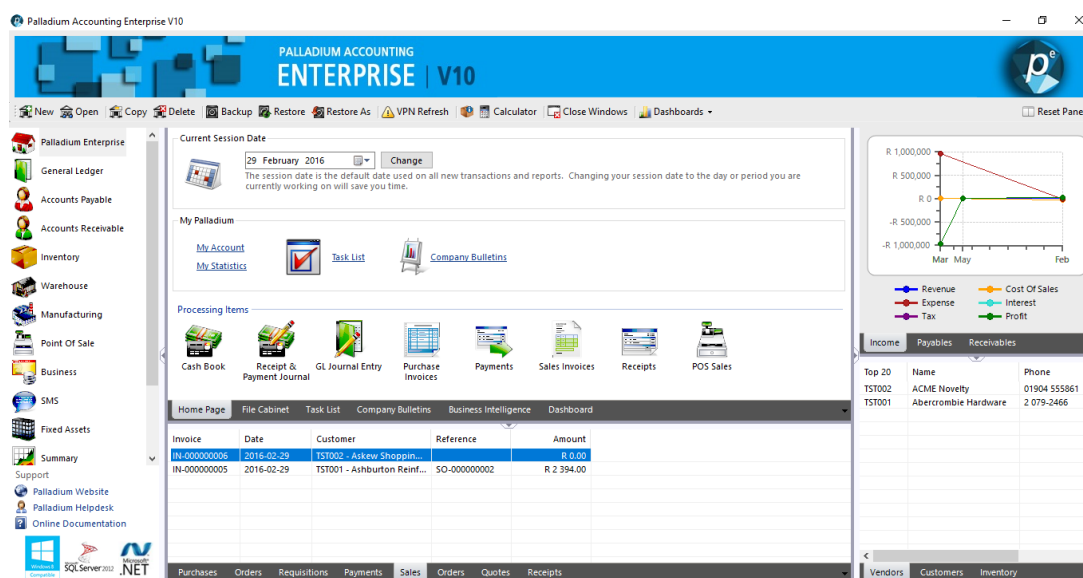 Palladium Accounting Enterprise V10
PALLADIUM ACCOUNTING
ENTERPRISE | V10
New Open Copy Delete Backup Restore Restore As VPN Refresh Calculator Close Windows Dashboards Reset Pane
Palladium Enterprise
General Ledger
Accounts Payable
Accounts Receivable
Inventory
Warehouse
Manufacturing
Point Of Sale
Business
SMS
Fixed Assets
Summary
Support
Palladium Website
Palladium Helpdesk
Online Documentation
Windows 8
Compatible
SQL Server 2012
Microsoft
.NET
Current Session Date
29 February 2016 Change
The session date is the default date used on all new transactions and reports. Changing your session date to the day or period you are
currently working on will save you time.
My Palladium
My Account
My Statistics
Task List
Company Bulletins
Processing Items
Cash Book
Receipt &
Payment Journal
GL Journal Entry
Purchase
Invoices
Payments
Sales Invoices
Receipts
POS Sales
Home Page File Cabinet Task List Company Bulletins Business Intelligence Dashboard
Invoice Date Customer Reference Amount
IN-000000006 2016-02-29 TST002 - Askew Shoppin... R 0.00
IN-000000005 2016-02-29 TST001 - Ashburton Reinf... SO-000000002 R 2 394.00
Purchases Orders Requisitions Payments Sales Orders Quotes Receipts
R 1,000,000
R 500,000
R 0
-R 500,000
-R 1,000,000
Mar May Feb
Revenue Cost Of Sales
Expense Interest
Tax Profit
Income Payables Receivables
Top 20 Name Phone
TST002 ACME Novelty 01904 555861
TST001 Abercrombie Hardware 2 079-2466
Vendors Customers Inventory